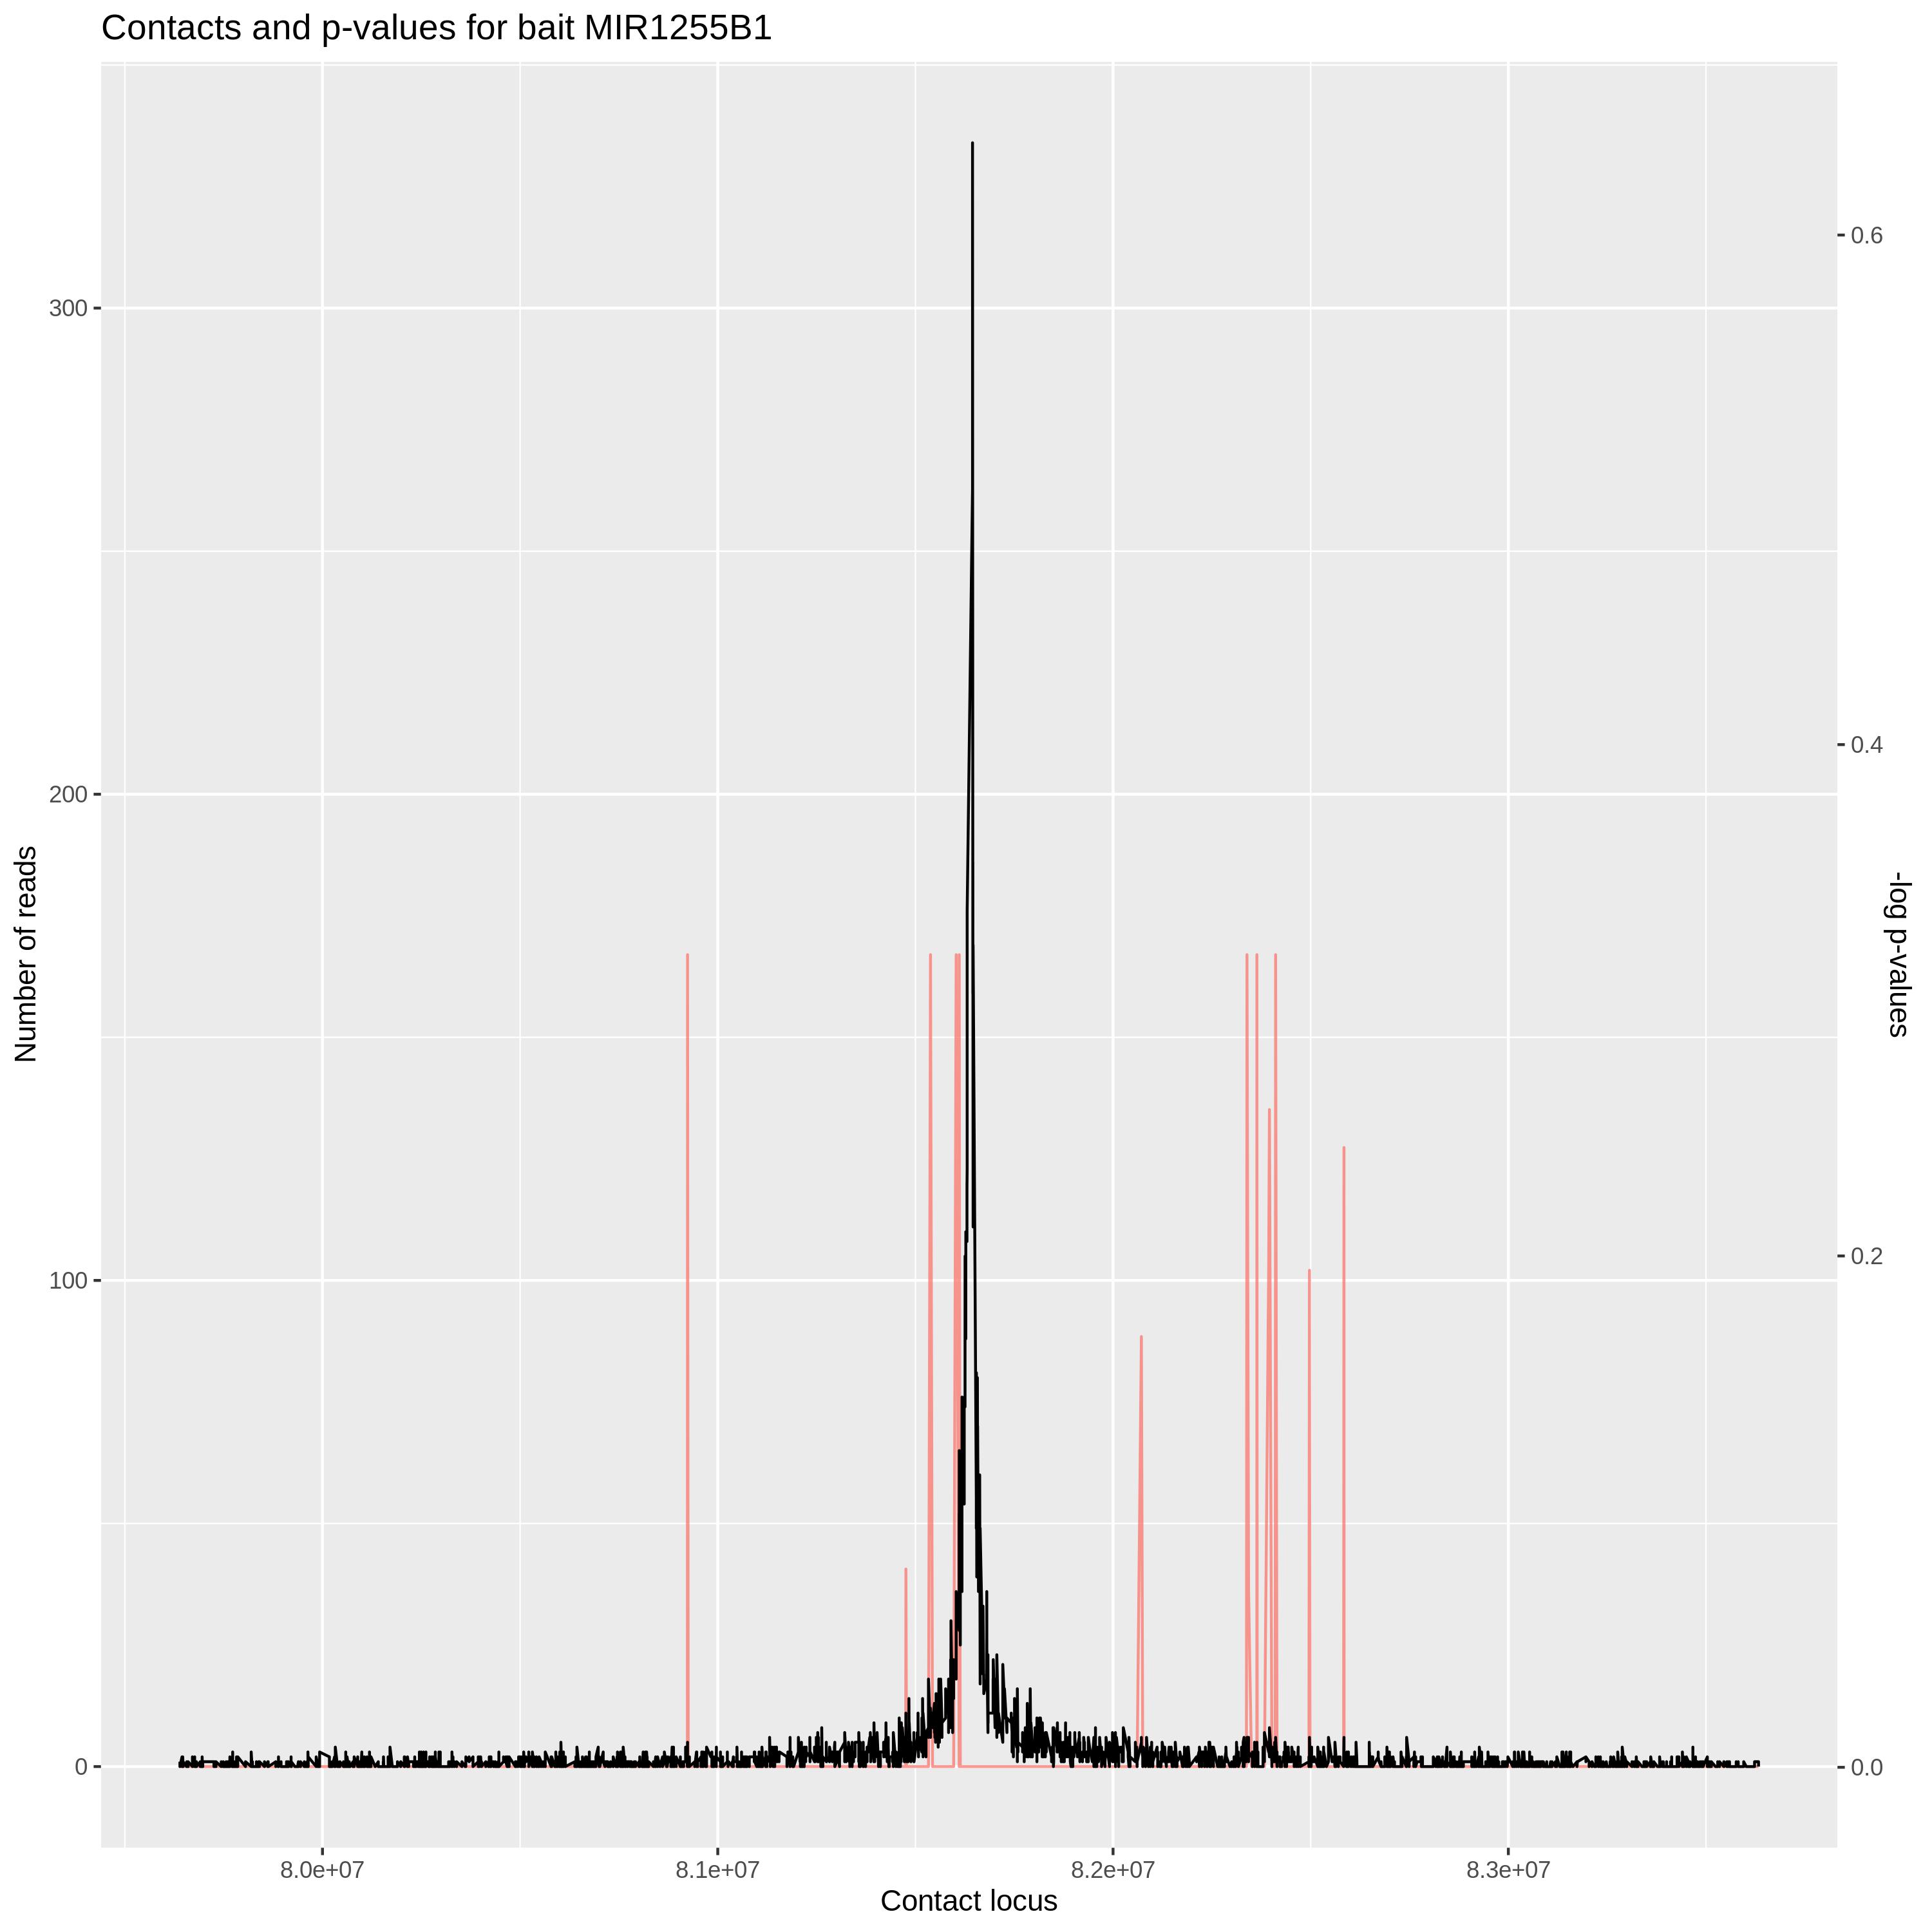 Contacts and p-values for bait MIR1255B1
300
200
100
0
Number of reads
0.6
0.4
0.2
0.0
-log p-values
8.0e+07 8.1e+07 8.2e+07 8.3e+07
Contact locus